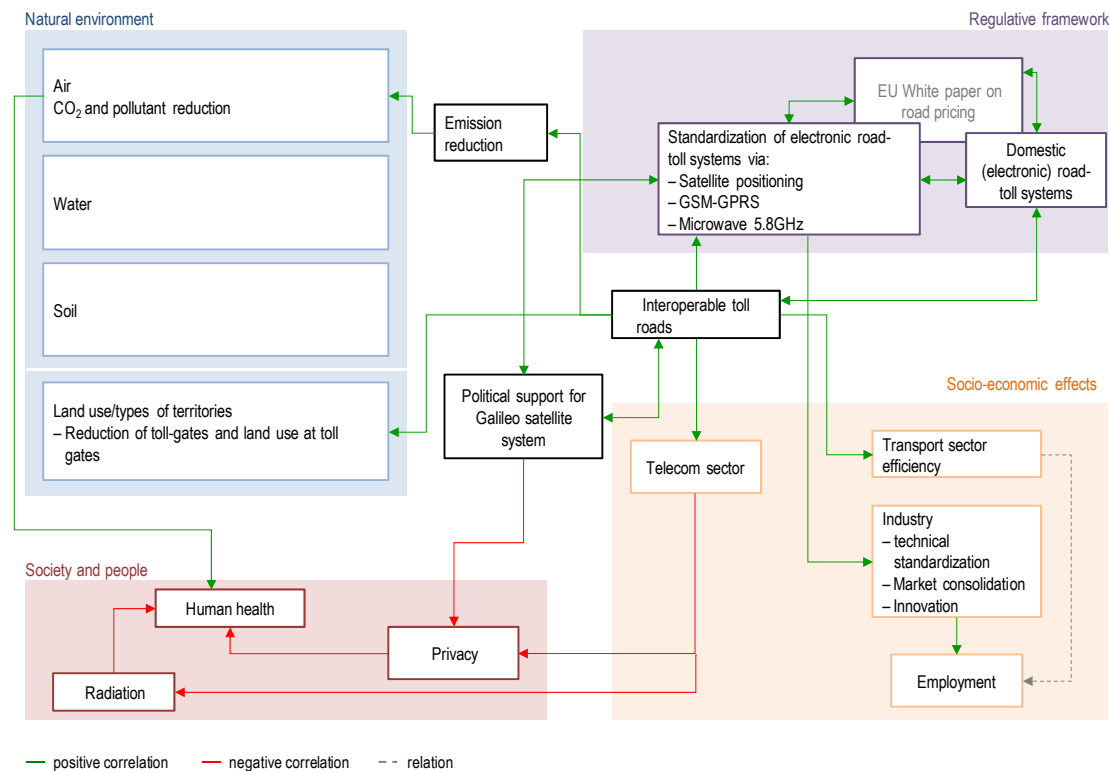 Natural environment
Regulative framework
Air
CO₂ and pollutant reduction
Water
Soil
Land use/types of territories
– Reduction of toll-gates and land use at toll
gates
Emission
reduction
EU White paper on
road pricing
Standardization of electronic road-
toll systems via:
– Satellite positioning
– GSM-GPRS
– Microwave 5.8GHz
Domestic
(electronic) road-
toll systems
Interoperable toll
roads
Political support for
Galileo satellite
system
Socio-economic effects
Telecom sector
Transport sector
efficiency
Industry
– technical
standardization
– Market consolidation
– Innovation
Employment
Society and people
Human health
Privacy
Radiation
positive correlation
negative correlation
relation